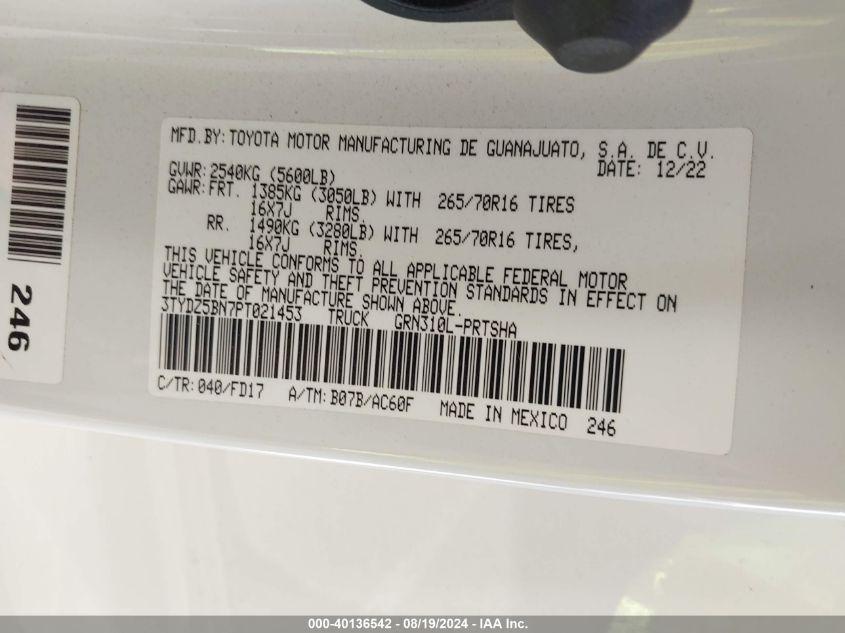 MFD.BY:TOYOTA MOTOR MANUFACTURING DE GUANAJUATO, S.A. DE C.V.
GVWR:2540KG (5600LB) DATE: 12/22
GAWR:FRT. 1385KG (3050LB) WITH 265/70R16 TIRES
16X7J RIMS.
RR. 1490KG (3280LB) WITH 265/70R16 TIRES,
16X7J RIMS.
THIS VEHICLE CONFORMS TO ALL APPLICABLE FEDERAL MOTOR
VEHICLE SAFETY AND THEFT PREVENTION STANDARDS IN EFFECT ON
THE DATE OF MANUFACTURE SHOWN ABOVE.
3TYDZ5BN7PT021453 TRUCK GRN310L-PRTSHA
C/TR:040/FD17 A/TM:B07B/AC60F MADE IN MEXICO 246
246
000-40136542 - 08/19/2024 - IAA Inc.